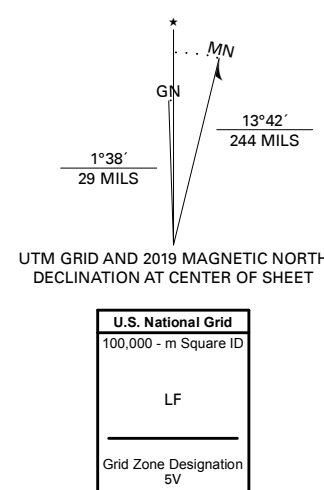 ★
MN
GN
13°42´
244 MILS
1°38´
29 MILS
UTM GRID AND 2019 MAGNETIC NORTH
DECLINATION AT CENTER OF SHEET
U.S. National Grid
100,000 - m Square ID
LF
Grid Zone Designation
5V